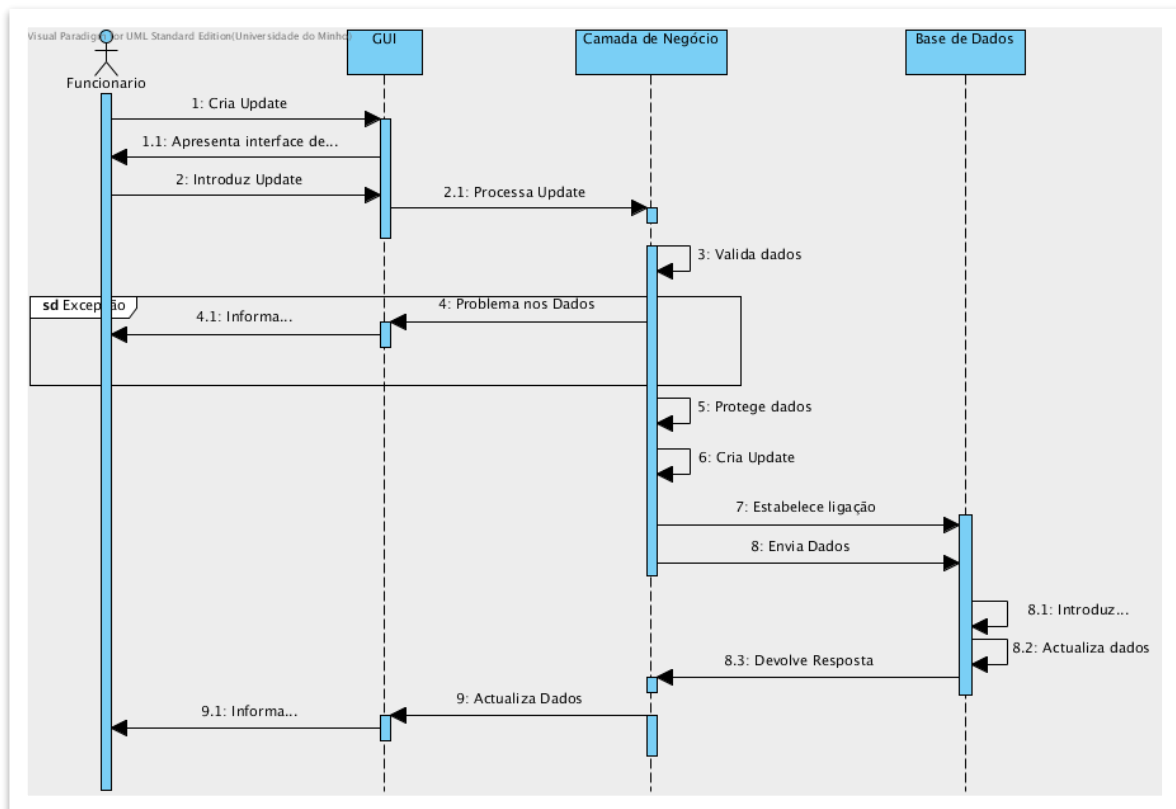 Visual Paradigm for UML Standard Edition(Universidade do Minho)
GUI
Camada de Negócio
Base de Dados
Funcionario
1: Cria Update
1.1: Apresenta interface de...
2: Introduz Update
2.1: Processa Update
3: Valida dados
sd Excepção
4: Problema nos Dados
4.1: Informa...
5: Protege dados
6: Cria Update
7: Estabelece ligação
8: Envia Dados
8.1: Introduz...
8.2: Actualiza dados
8.3: Devolve Resposta
9: Actualiza Dados
9.1: Informa...